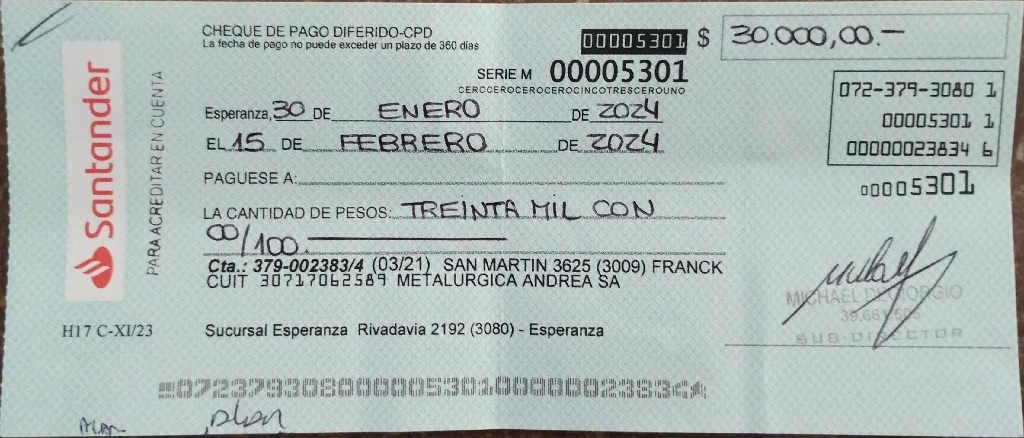 Santander
PARA ACREDITAR EN CUENTA
CHEQUE DE PAGO DIFERIDO-CPD
La fecha de pago no puede exceder un plazo de 360 días
00005301 $ 30.000,00.-
SERIE M 00005301
CEROCEROCEROCEROCINCOTRESCEROUNO
072-379-3080 1
00005301 1
00000023834 6
00005301
Esperanza, 30 DE ENERO DE 2024
EL 15 DE FEBRERO DE 2024
PAGUESE A:
LA CANTIDAD DE PESOS: TREINTA MIL CON
00/100.
Cta.: 379-002383/4 (03/21) SAN MARTIN 3625 (3009) FRANCK
CUIT 30717062589 METALURGICA ANDREA SA
MICHAEL DEGIORGIO
SUB-DIRECTOR
H17 C-XI/23
Sucursal Esperanza Rivadavia 2192 (3080) - Esperanza